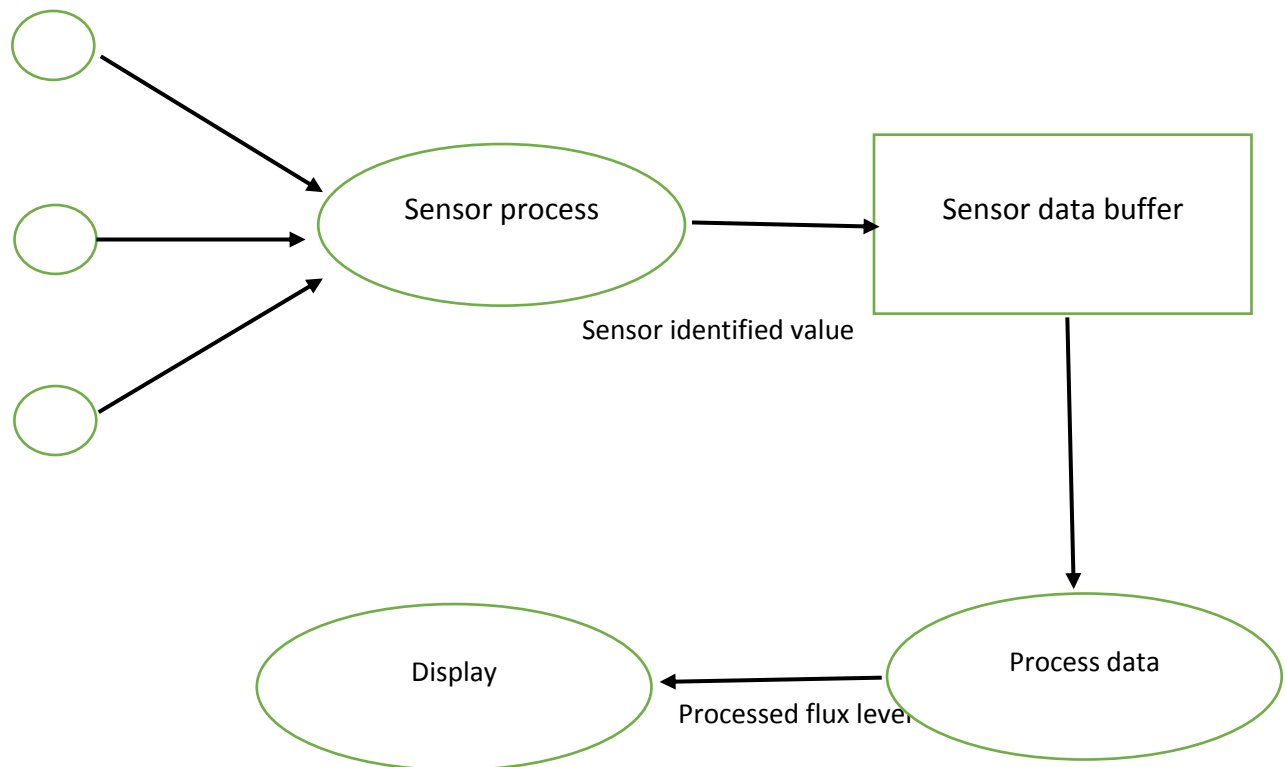 Sensor process
Sensor data buffer
Sensor identified value
Process data
Display
Processed flux level